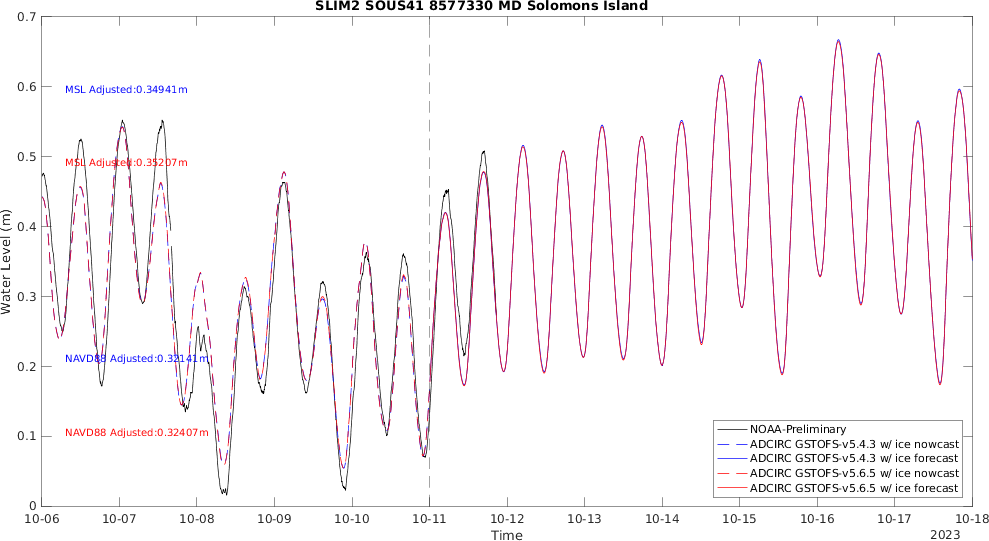 SLIM2 SOUS41 8577330 MD Solomons Island
0.7
0.6
0.5
0.4
0.3
0.2
0.1
0
Water Level (m)
MSL Adjusted:0.34941m
MSL Adjusted:0.35207m
NAVD88 Adjusted:0.32141m
NAVD88 Adjusted:0.32407m
NOAA-Preliminary
ADCIRC GSTOFS-v5.4.3 w/ ice nowcast
ADCIRC GSTOFS-v5.4.3 w/ ice forecast
ADCIRC GSTOFS-v5.6.5 w/ ice nowcast
ADCIRC GSTOFS-v5.6.5 w/ ice forecast
10-06 10-07 10-08 10-09 10-10 10-11 10-12 10-13 10-14 10-15 10-16 10-17 10-18
Time 2023